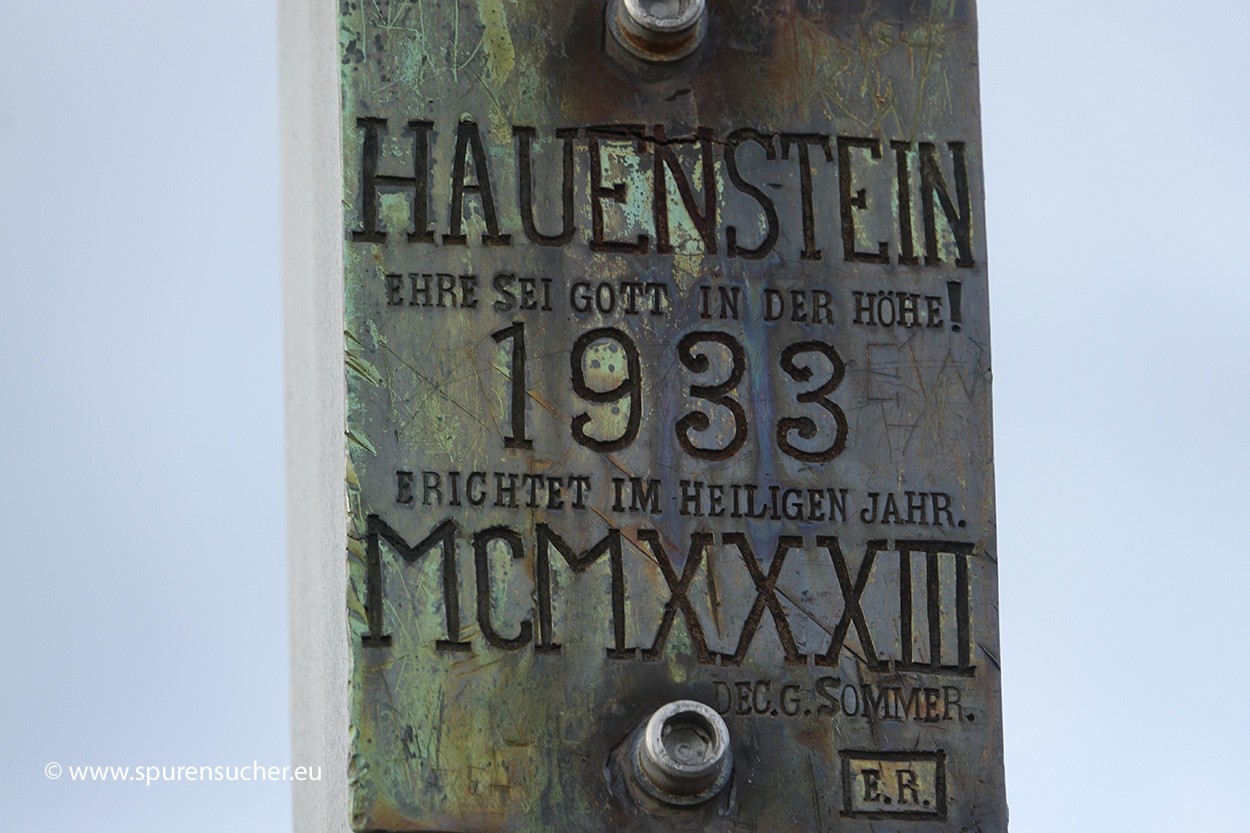 HAUENSTEIN
EHRE SEI GOTT IN DER HÖHE!
1933
ERICHTET IM HEILIGEN JAHR.
MCMXXXIII
DEC.G.SOMMER.
E.R.
© www.spurensucher.eu